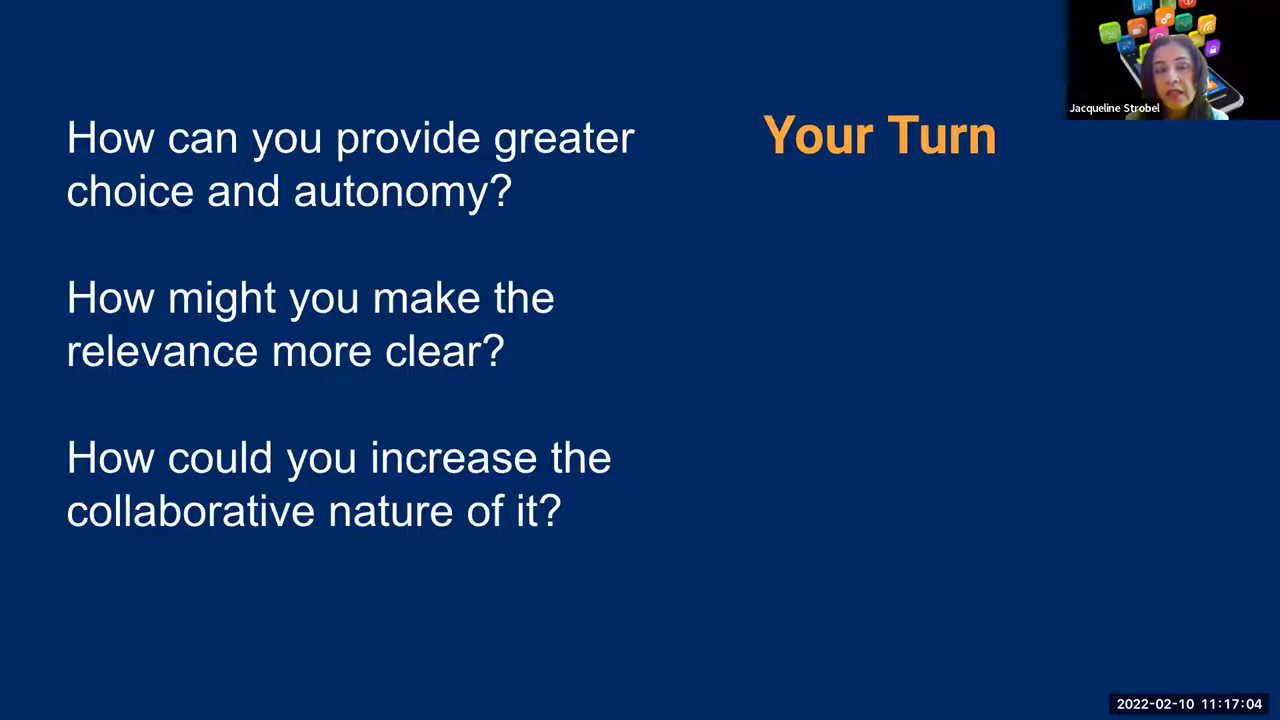 How can you provide greater
choice and autonomy?
How might you make the
relevance more clear?
How could you increase the
collaborative nature of it?
Your Turn
Jacqueline Strobel
2022-02-10 11:17:04